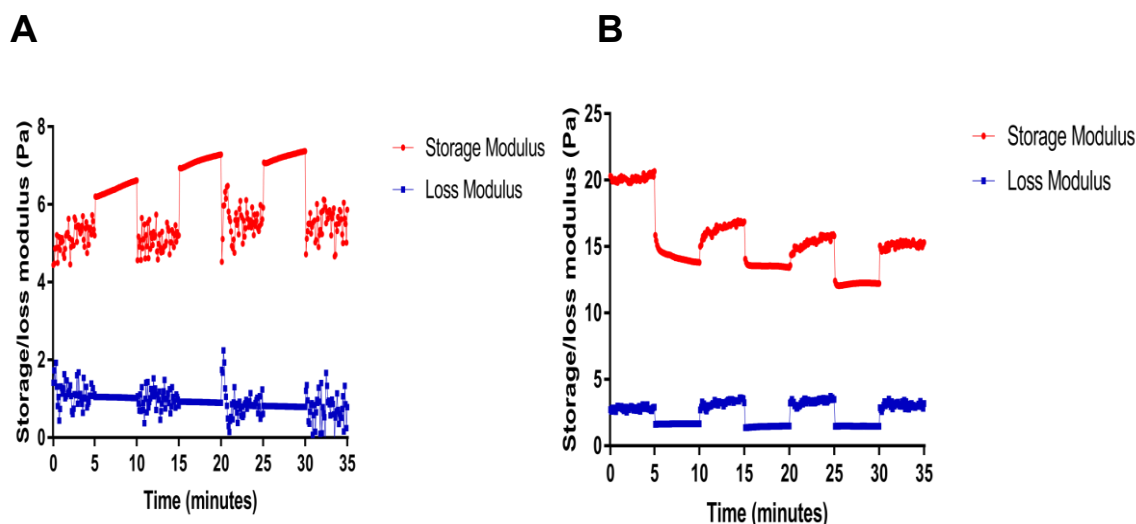 A
Storage/loss modulus (Pa)
8
6
4
2
0
0 5 10 15 20 25 30 35
Time (minutes)
Storage Modulus
Loss Modulus
B
Storage/loss modulus (Pa)
25
20
15
10
5
0
0 5 10 15 20 25 30 35
Time (minutes)
Storage Modulus
Loss Modulus